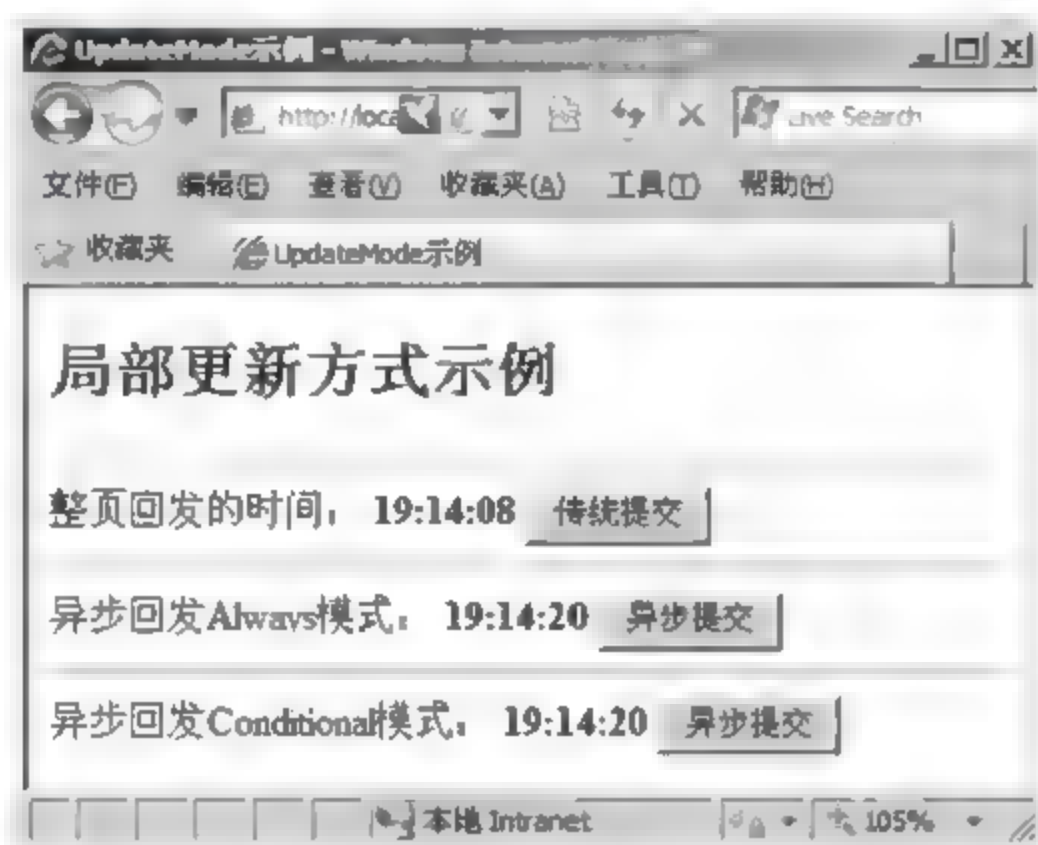 UpdateMode示例 - Windows
http://loca
Live Search
文件(F) 编辑(E) 查看(V) 收藏夹(A) 工具(T) 帮助(H)
收藏夹 UpdateMode示例
局部更新方式示例
整页回发的时间： 19:14:08 传统提交
异步回发Always模式： 19:14:20 异步提交
异步回发Conditional模式： 19:14:20 异步提交
本地 Intranet 105%